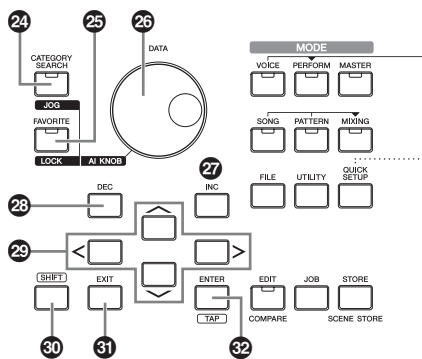 24 25 26
CATEGORY
SEARCH
DATA
MODE
VOICE PERFORM MASTER
JOG
FAVORITE
SONG PATTERN MIXING
LOCK AI KNOB
27
FILE UTILITY QUICK
SETUP
28 DEC INC
29 < >
SHIFT EXIT ENTER EDIT JOB STORE
TAP COMPARE SCENE STORE
30 31 32